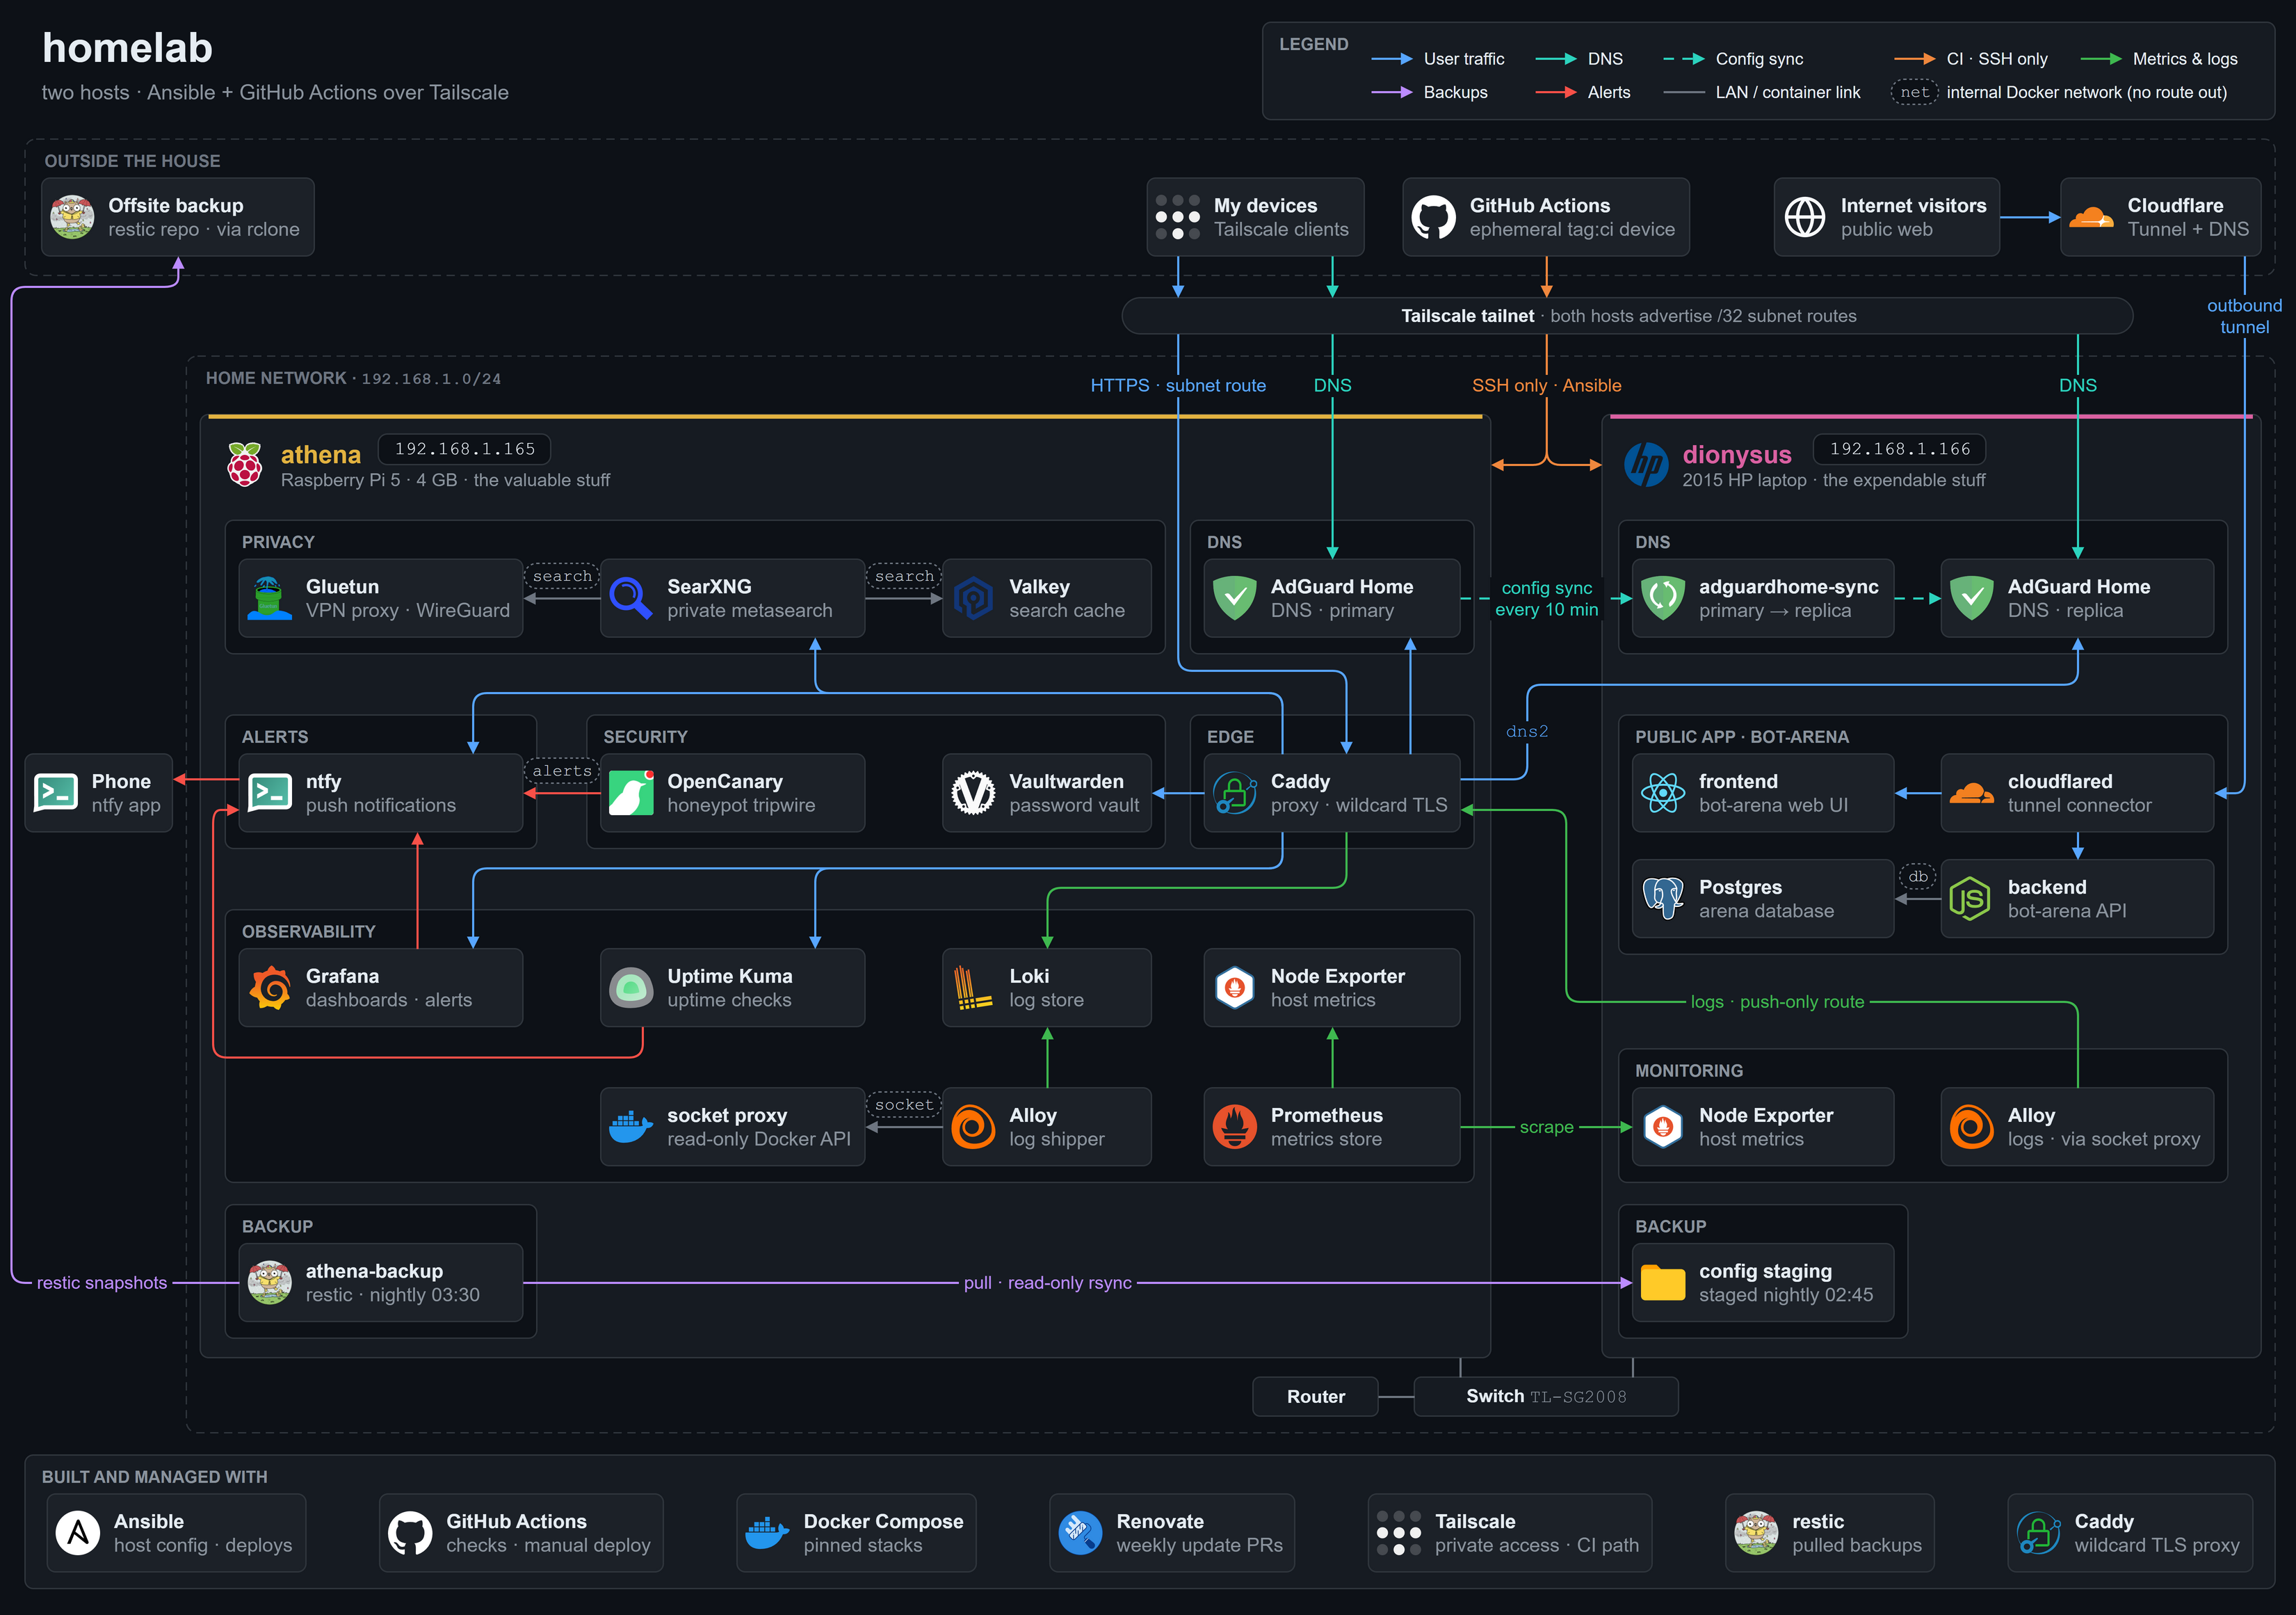 homelab
two hosts · Ansible + GitHub Actions over Tailscale
LEGEND
User traffic
DNS
Config sync
CI · SSH only
Metrics & logs
Backups
Alerts
LAN / container link
net
internal Docker network (no route out)
OUTSIDE THE HOUSE
Offsite backup
restic repo · via rclone
My devices
Tailscale clients
GitHub Actions
ephemeral tag:ci device
Internet visitors
public web
Cloudflare
Tunnel + DNS
Tailscale tailnet · both hosts advertise /32 subnet routes
outbound
tunnel
HOME NETWORK · 192.168.1.0/24
HTTPS · subnet route
DNS
SSH only · Ansible
DNS
athena
192.168.1.165
Raspberry Pi 5 · 4 GB · the valuable stuff
hp
dionysus
192.168.1.166
2015 HP laptop · the expendable stuff
PRIVACY
Gluetun
VPN proxy · WireGuard
search
SearXNG
private metasearch
search
Valkey
search cache
DNS
AdGuard Home
DNS · primary
config sync
every 10 min
DNS
adguardhome-sync
primary → replica
AdGuard Home
DNS · replica
dns2
Phone
ntfy app
ALERTS
ntfy
push notifications
alerts
SECURITY
OpenCanary
honeypot tripwire
Vaultwarden
password vault
EDGE
Caddy
proxy · wildcard TLS
PUBLIC APP · BOT-ARENA
frontend
bot-arena web UI
cloudflared
tunnel connector
Postgres
arena database
db
JS
backend
bot-arena API
OBSERVABILITY
Grafana
dashboards · alerts
Uptime Kuma
uptime checks
Loki
log store
Node Exporter
host metrics
logs · push-only route
socket proxy
read-only Docker API
socket
Alloy
log shipper
Prometheus
metrics store
scrape
MONITORING
Node Exporter
host metrics
Alloy
logs · via socket proxy
BACKUP
athena-backup
restic · nightly 03:30
restic snapshots
pull · read-only rsync
BACKUP
config staging
staged nightly 02:45
Router
Switch TL-SG2008
BUILT AND MANAGED WITH
Ansible
host config · deploys
GitHub Actions
checks · manual deploy
Docker Compose
pinned stacks
Renovate
weekly update PRs
Tailscale
private access · CI path
restic
pulled backups
Caddy
wildcard TLS proxy